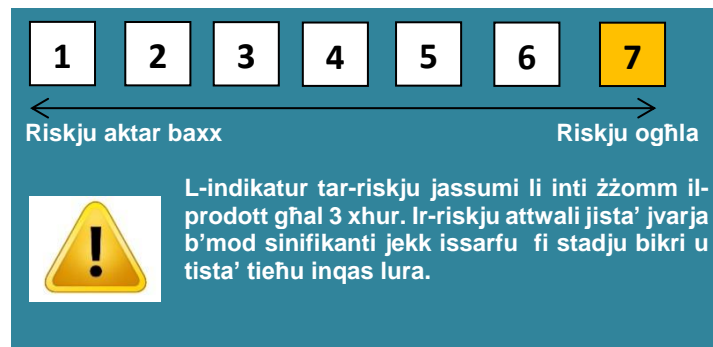 1 2 3 4 5 6 7
Riskju aktar baxx Riskju ogħla
L-indikatur tar-riskju jassumi li inti żżomm il-
prodott għal 3 xhur. Ir-riskju attwali jista' jvarja
b'mod sinifikanti jekk issarfu fi stadju bikri u
tista' tieħu inqas lura.